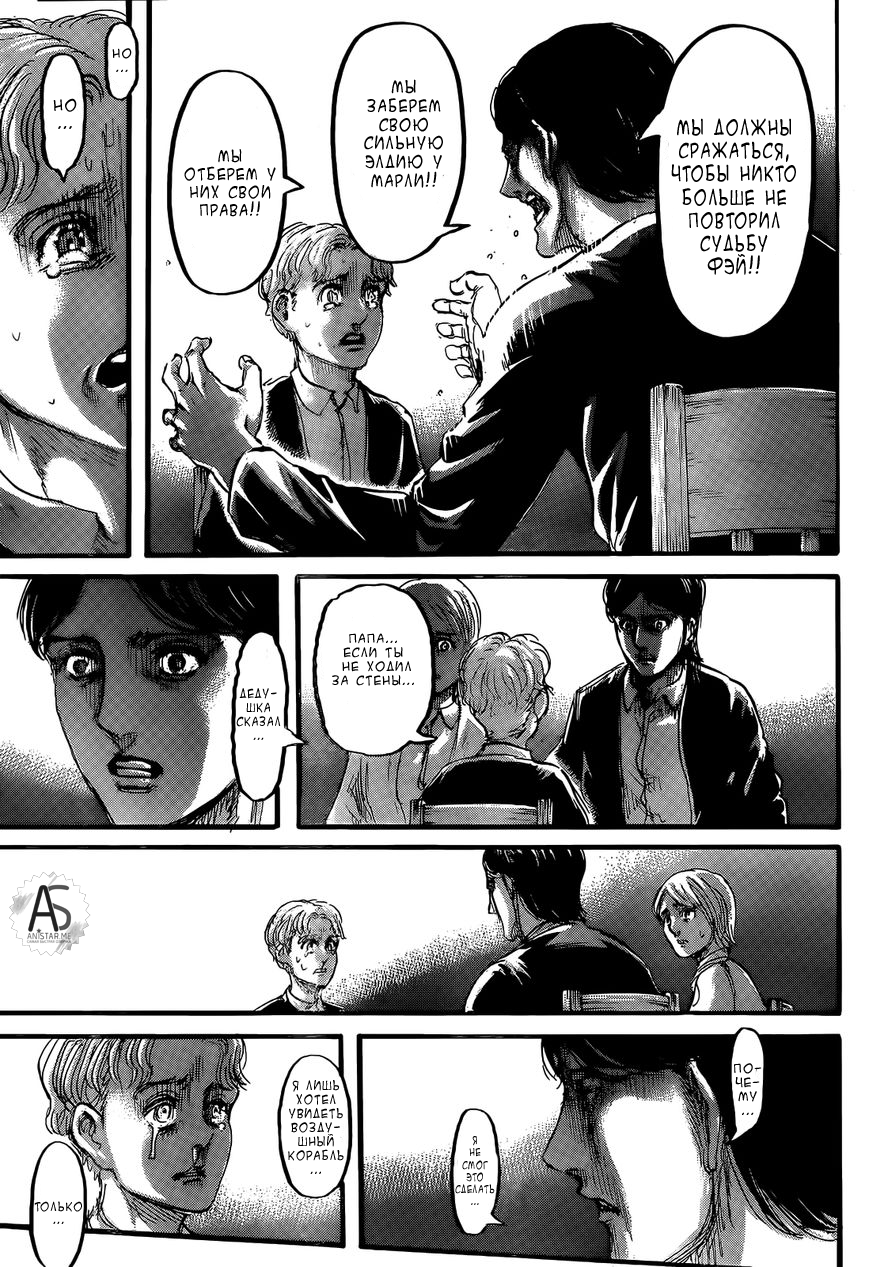 МЫ ДОЛЖНЫ
СРАЖАТЬСЯ,
ЧТОБЫ НИКТО
БОЛЬШЕ НЕ
ПОВТОРИЛ
СУДЬБУ
ФЭЙ!!
МЫ
ЗАБЕРЕМ
СВОЮ
СИЛЬНУЮ
ЭЛДИЮ У
МАРЛИ!!
МЫ
ОТБЕРЕМ У
НИХ СВОИ
ПРАВА!!
НО
...
НО
...
ПАПА...
ЕСЛИ ТЫ
НЕ ХОДИЛ
ЗА СТЕНЫ...
ДЕДУ-
ШКА
СКАЗАЛ
...
AS
ANISTAR.ME
ПО-
ЧЕ-
МУ
...
Я
НЕ
СМОГ
ЭТО
СДЕЛАТЬ
...
Я ЛИШЬ
ХОТЕЛ
УВИДЕТЬ
ВОЗДУ-
ШНЫЙ
КОРАБЛЬ
...
ТОЛЬКО
...